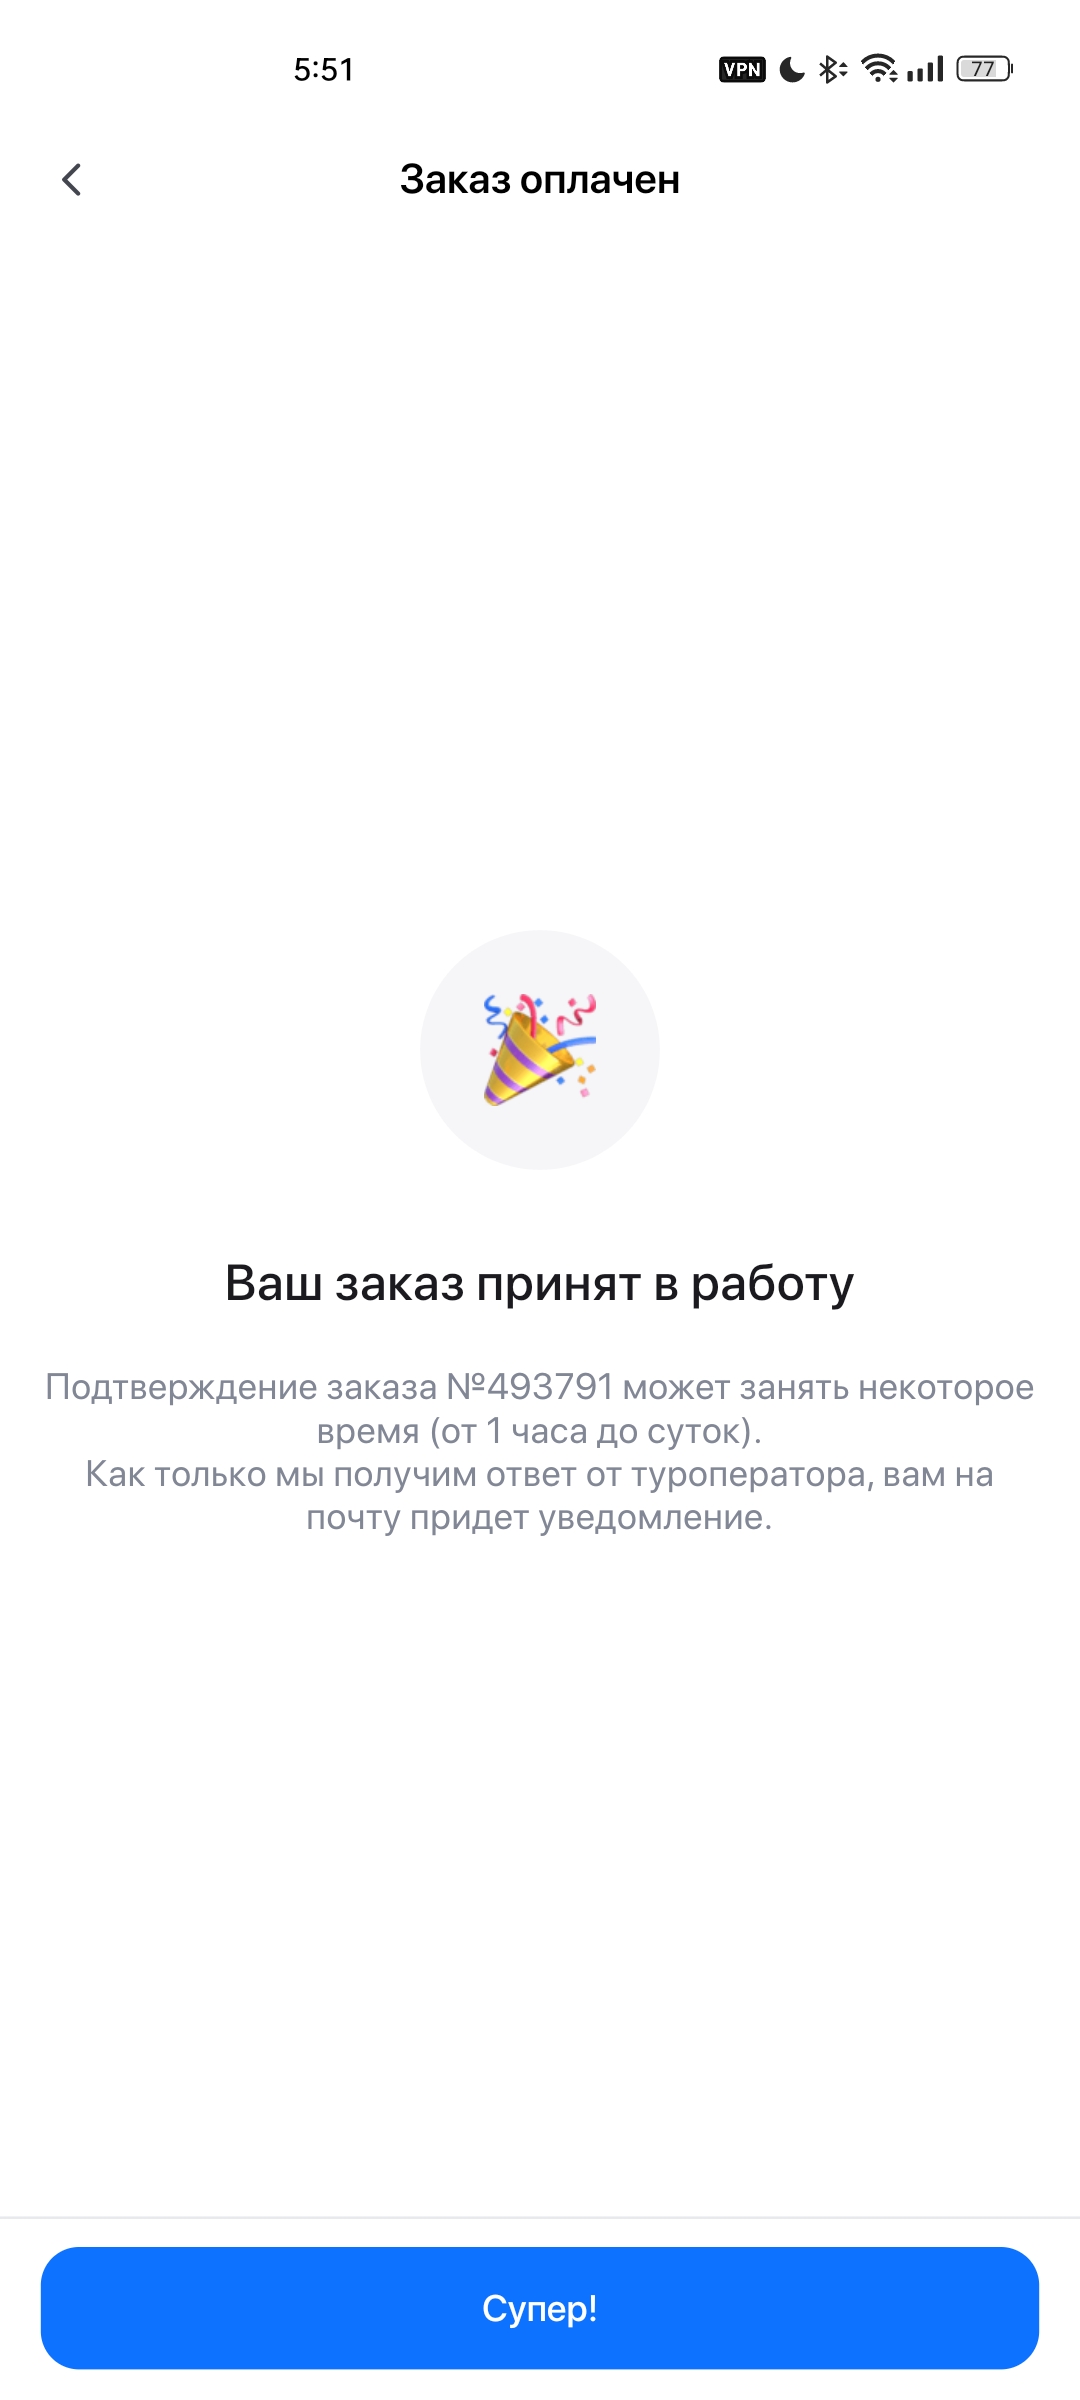 5:51
VPN
77
Заказ оплачен
Ваш заказ принят в работу
Подтверждение заказа №493791 может занять некоторое
время (от 1 часа до суток).
Как только мы получим ответ от туроператора, вам на
почту придет уведомление.
Супер!